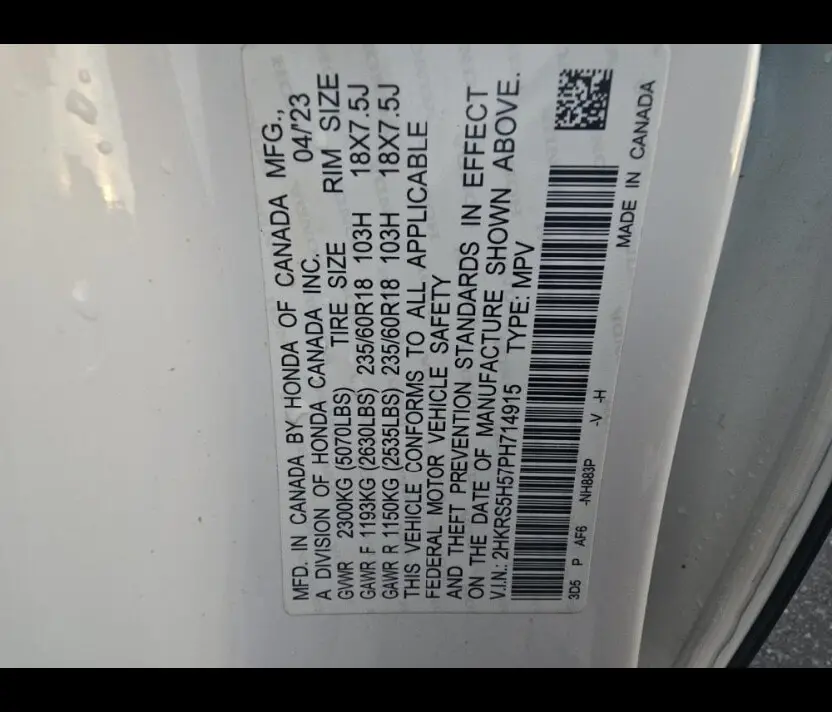 MFD. IN CANADA BY HONDA OF CANADA MFG.,
A DIVISION OF HONDA CANADA INC. 04/'23
GVWR 2300KG (5070LBS) TIRE SIZE RIM SIZE
GAWR F 1193KG (2630LBS) 235/60R18 103H 18X7.5J
GAWR R 1150KG (2535LBS) 235/60R18 103H 18X7.5J
THIS VEHICLE CONFORMS TO ALL APPLICABLE
FEDERAL MOTOR VEHICLE SAFETY
AND THEFT PREVENTION STANDARDS IN EFFECT
ON THE DATE OF MANUFACTURE SHOWN ABOVE.
V.I.N.: 2HKRS5H57PH714915 TYPE: MPV
3D5 P AF6 -NH883P -V -H
MADE IN CANADA